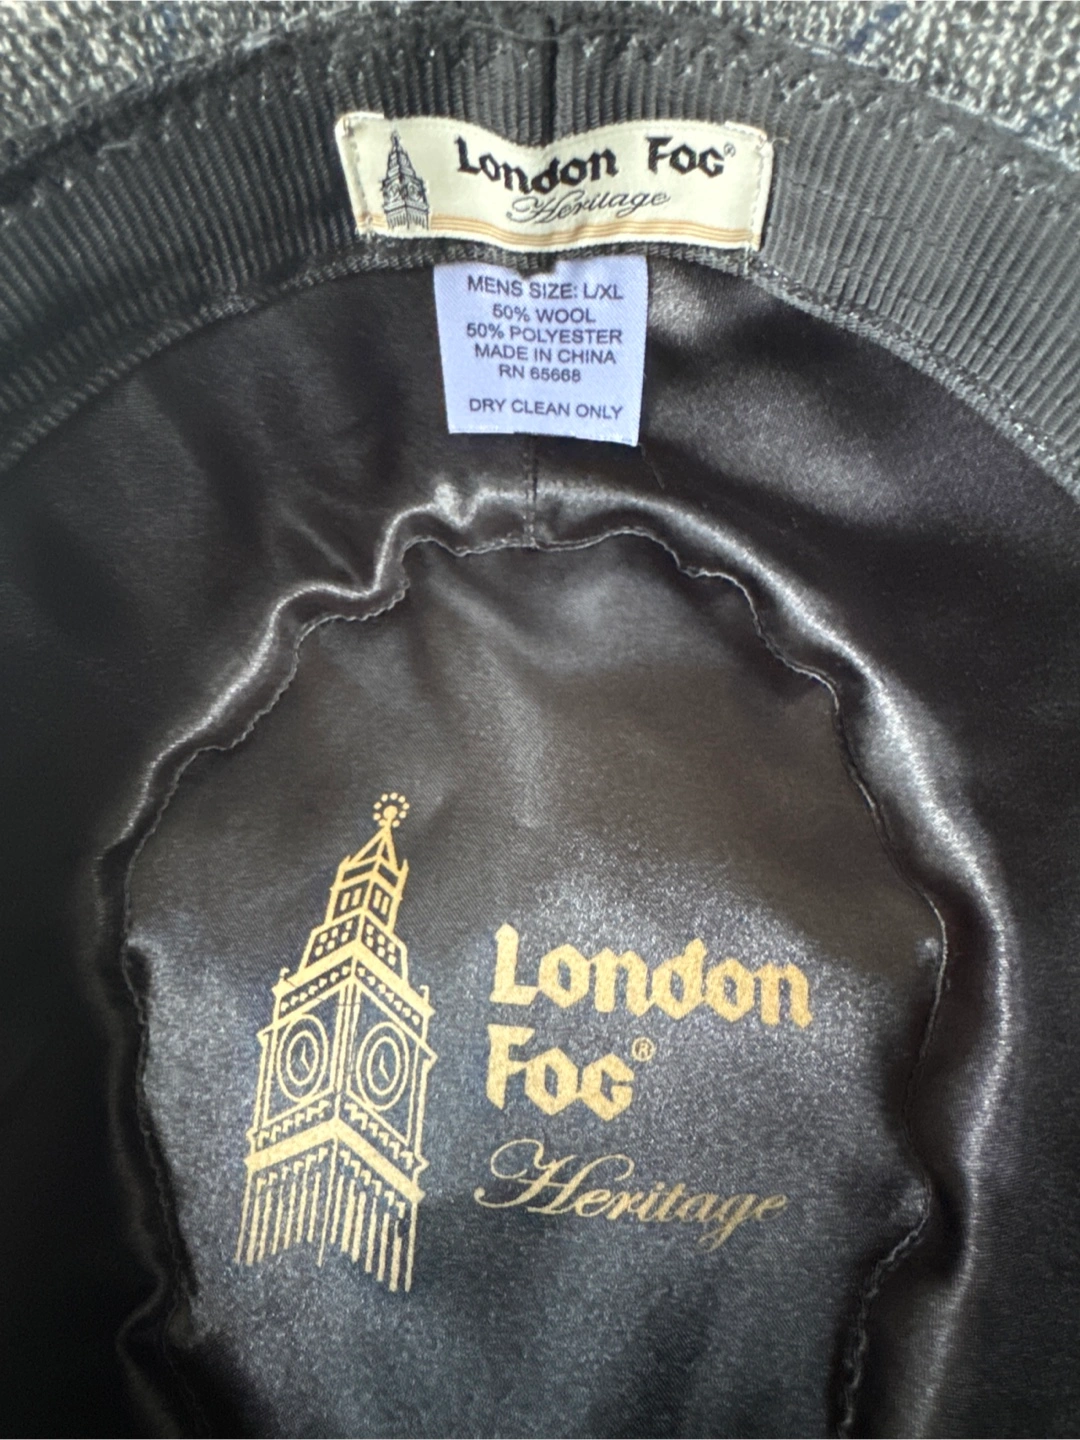 London Fog®
Heritage
MENS SIZE: L/XL
50% WOOL
50% POLYESTER
MADE IN CHINA
RN 65668
DRY CLEAN ONLY
London
Fog®
Heritage